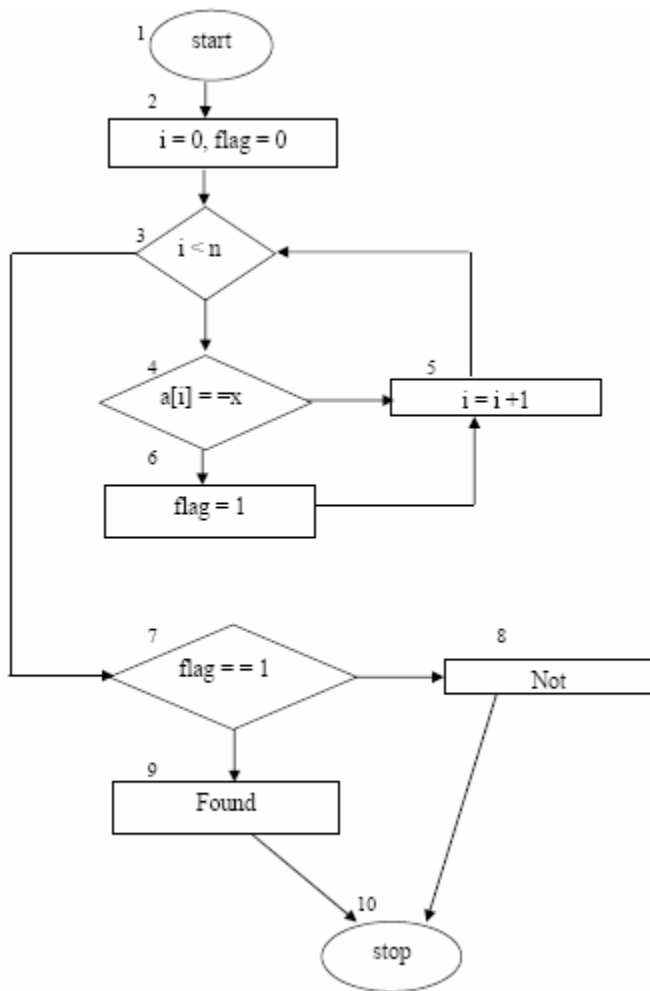 1
start
2
i = 0, flag = 0
3
i < n
4
a[i] = =x
5
i = i +1
6
flag = 1
7
flag = = 1
8
Not
9
Found
10
stop